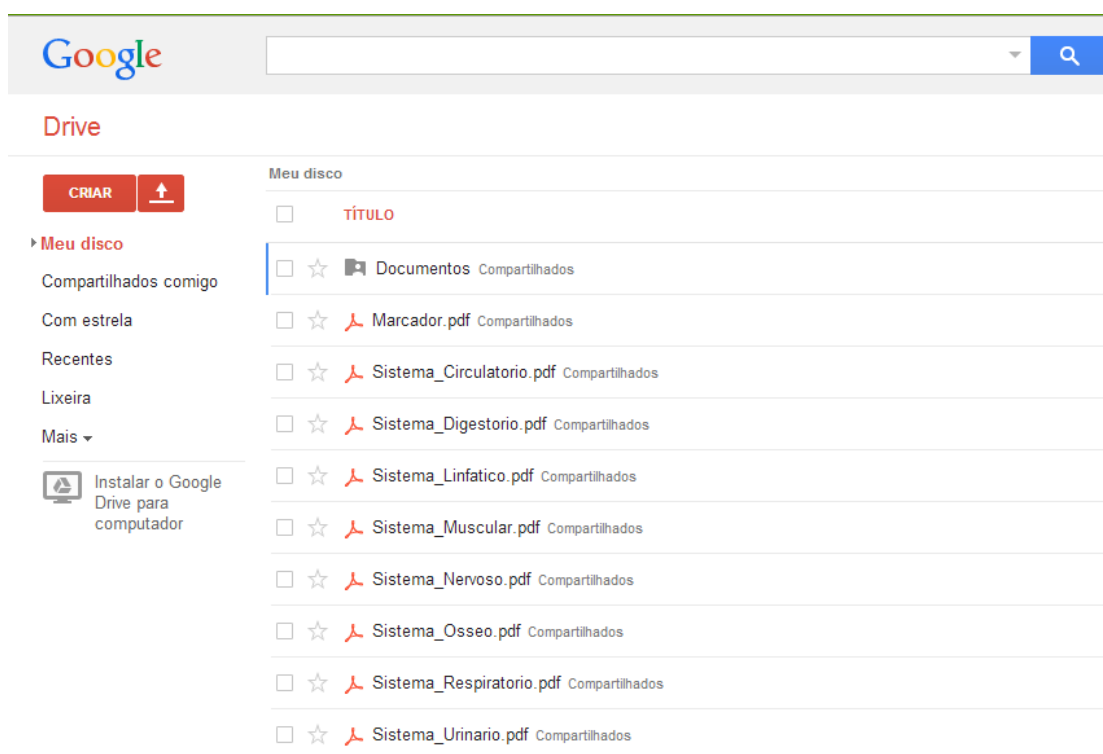 Google
Drive
CRIAR
Meu disco
Compartilhados comigo
Com estrela
Recentes
Lixeira
Mais
Instalar o Google
Drive para
computador
Meu disco
TÍTULO
Documentos Compartilhados
Marcador.pdf Compartilhados
Sistema_Circulatorio.pdf Compartilhados
Sistema_Digestorio.pdf Compartilhados
Sistema_Linfatico.pdf Compartilhados
Sistema_Muscular.pdf Compartilhados
Sistema_Nervoso.pdf Compartilhados
Sistema_Osseo.pdf Compartilhados
Sistema_Respiratorio.pdf Compartilhados
Sistema_Urinario.pdf Compartilhados